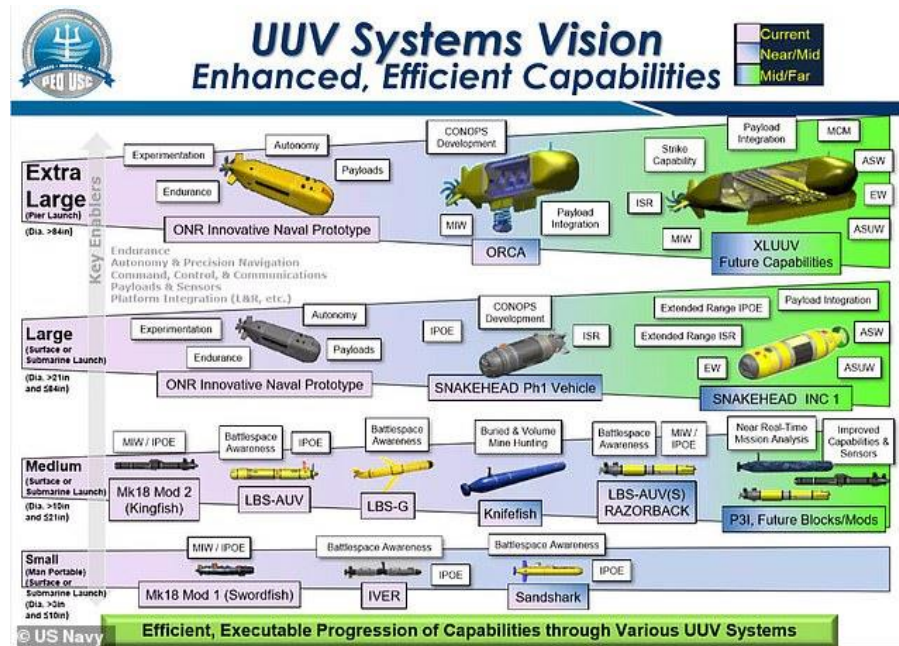 PEO USC
UUV Systems Vision
Enhanced, Efficient Capabilities
Current
Near/Mid
Mid/Far
Key Enablers
Endurance
Autonomy & Precision Navigation
Command, Control, & Communications
Payloads & Sensors
Platform Integration (L&R, etc.)
Extra
Large
(Pier Launch)
(Dia. >84in)
Experimentation
Autonomy
Endurance
Payloads
ONR Innovative Naval Prototype
CONOPS
Development
MIW
Payload
Integration
ORCA
Strike
Capability
Payload
Integration
MCM
ISR
ASW
EW
MIW
ASUW
XLUUV
Future Capabilities
Large
(Surface or
Submarine Launch)
(Dia. >21in
and ≤84in)
Experimentation
Autonomy
Endurance
Payloads
ONR Innovative Naval Prototype
IPOE
CONOPS
Development
ISR
SNAKEHEAD Ph1 Vehicle
Extended Range IPOE
Payload Integration
Extended Range ISR
ASW
EW
ASUW
SNAKEHEAD INC 1
Medium
(Surface or
Submarine Launch)
(Dia. >10in
and ≤21in)
MIW / IPOE
Mk18 Mod 2
(Kingfish)
Battlespace
Awareness
IPOE
LBS-AUV
Battlespace
Awareness
LBS-G
Buried & Volume
Mine Hunting
Knifefish
Battlespace
Awareness
MIW /
IPOE
LBS-AUV(S)
RAZORBACK
Near Real-Time
Mission Analysis
Improved
Capabilities &
Sensors
P3I, Future Blocks/Mods
Small
(Man Portable)
(Surface or
Submarine Launch)
(Dia. >3in
and ≤10in)
MIW / IPOE
Mk18 Mod 1 (Swordfish)
Battlespace Awareness
IPOE
IVER
Battlespace Awareness
IPOE
Sandshark
Efficient, Executable Progression of Capabilities through Various UUV Systems
© US Navy